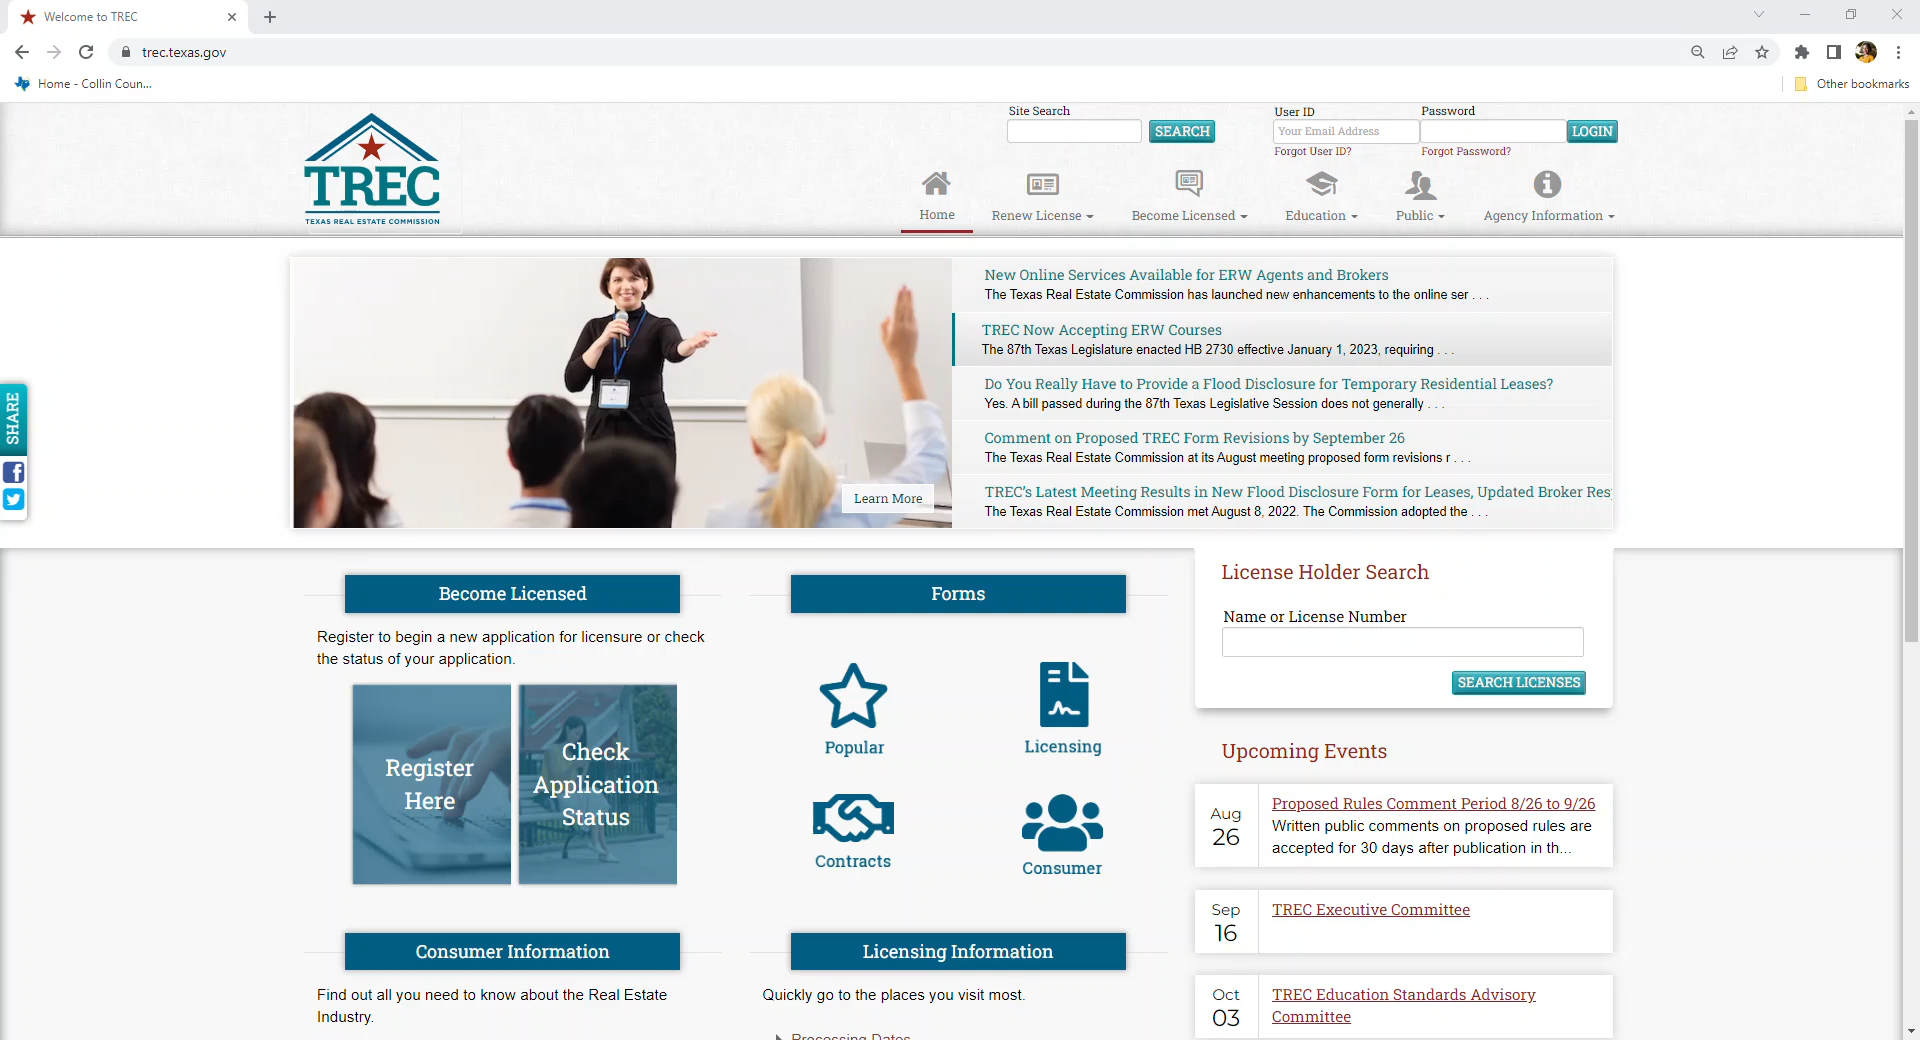 Welcome to TREC
trec.texas.gov
Home - Collin Coun...
Other bookmarks
TREC
TEXAS REAL ESTATE COMMISSION
Site Search
SEARCH
User ID
Password
Your Email Address
LOGIN
Forgot User ID?
Forgot Password?
Home
Renew License
Become Licensed
Education
Public
Agency Information
SHARE
Learn More
New Online Services Available for ERW Agents and Brokers
The Texas Real Estate Commission has launched new enhancements to the online ser . . .
TREC Now Accepting ERW Courses
The 87th Texas Legislature enacted HB 2730 effective January 1, 2023, requiring . . .
Do You Really Have to Provide a Flood Disclosure for Temporary Residential Leases?
Yes. A bill passed during the 87th Texas Legislative Session does not generally . . .
Comment on Proposed TREC Form Revisions by September 26
The Texas Real Estate Commission at its August meeting proposed form revisions r . . .
TREC’s Latest Meeting Results in New Flood Disclosure Form for Leases, Updated Broker Res
The Texas Real Estate Commission met August 8, 2022. The Commission adopted the . . .
Become Licensed
Register to begin a new application for licensure or check
the status of your application.
Register
Here
Check
Application
Status
Forms
Popular
Licensing
Contracts
Consumer
License Holder Search
Name or License Number
SEARCH LICENSES
Upcoming Events
Aug
26
Proposed Rules Comment Period 8/26 to 9/26
Written public comments on proposed rules are
accepted for 30 days after publication in th...
Sep
16
TREC Executive Committee
Oct
03
TREC Education Standards Advisory
Committee
Consumer Information
Find out all you need to know about the Real Estate
Industry.
Licensing Information
Quickly go to the places you visit most.
Processing Dates